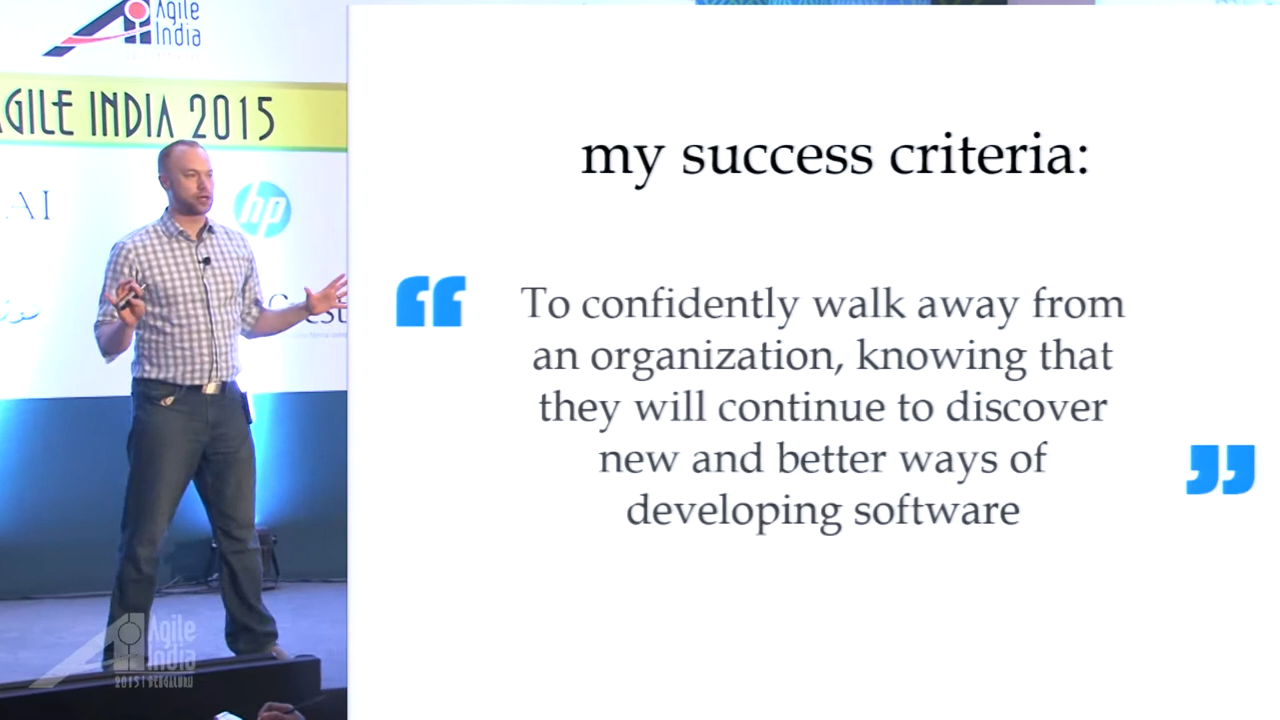 Agile
India
AGILE INDIA 2015
AI
hp
my success criteria:
“
To confidently walk away from
an organization, knowing that
they will continue to discover
new and better ways of
developing software
”
Agile
India
2015 | BENGALURU